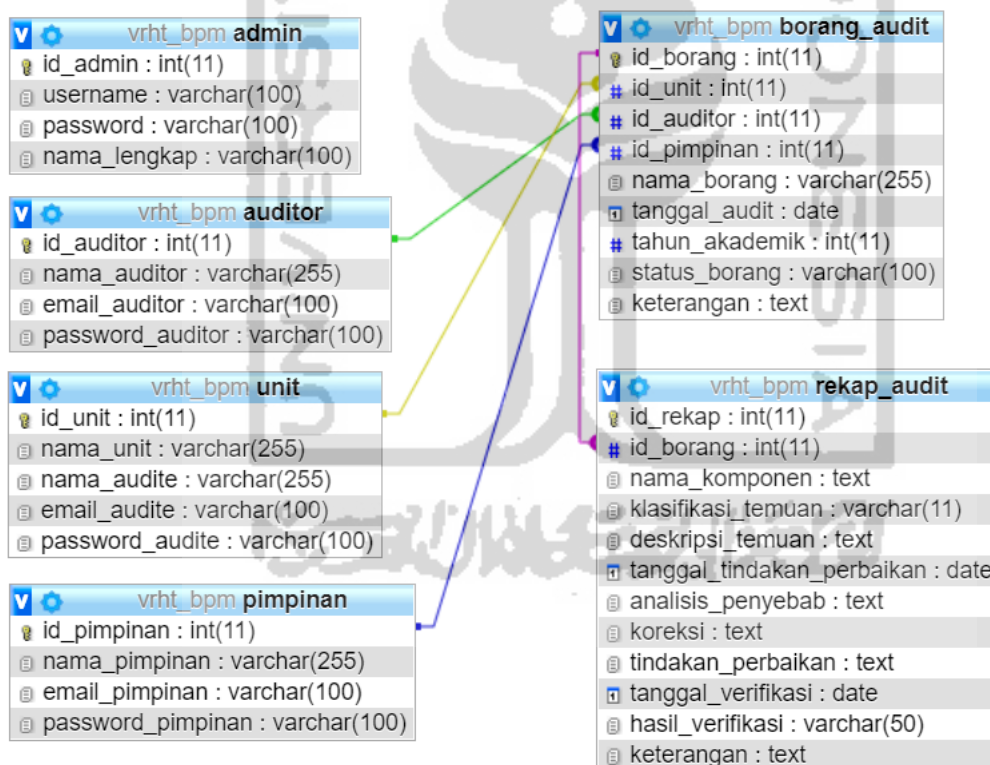 vrht_bpm admin
id_admin : int(11)
username : varchar(100)
password : varchar(100)
nama_lengkap : varchar(100)
vrht_bpm auditor
id_auditor : int(11)
nama_auditor : varchar(255)
email_auditor : varchar(100)
password_auditor : varchar(100)
vrht_bpm unit
id_unit : int(11)
nama_unit : varchar(255)
nama_audite : varchar(255)
email_audite : varchar(100)
password_audite : varchar(100)
vrht_bpm pimpinan
id_pimpinan : int(11)
nama_pimpinan : varchar(255)
email_pimpinan : varchar(100)
password_pimpinan : varchar(100)
vrht_bpm borang_audit
id_borang : int(11)
# id_unit : int(11)
# id_auditor : int(11)
# id_pimpinan : int(11)
nama_borang : varchar(255)
tanggal_audit : date
# tahun_akademik : int(11)
status_borang : varchar(100)
keterangan : text
vrht_bpm rekap_audit
id_rekap : int(11)
# id_borang : int(11)
nama_komponen : text
klasifikasi_temuan : varchar(11)
deskripsi_temuan : text
tanggal_tindakan_perbaikan : date
analisis_penyebab : text
koreksi : text
tindakan_perbaikan : text
tanggal_verifikasi : date
hasil_verifikasi : varchar(50)
keterangan : text